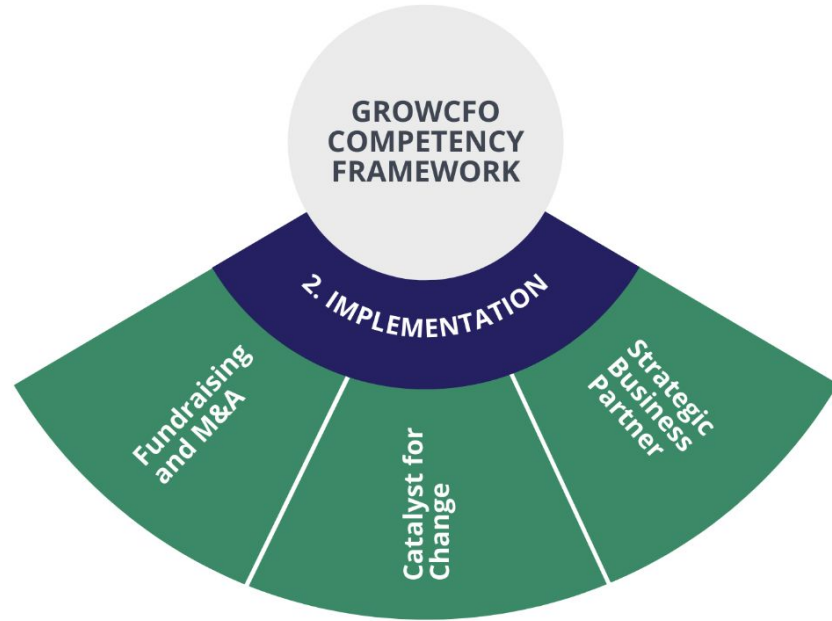 GROWCFO
COMPETENCY
FRAMEWORK
2. IMPLEMENTATION
Fundraising
and M&A
Catalyst for
Change
Strategic
Business
Partner